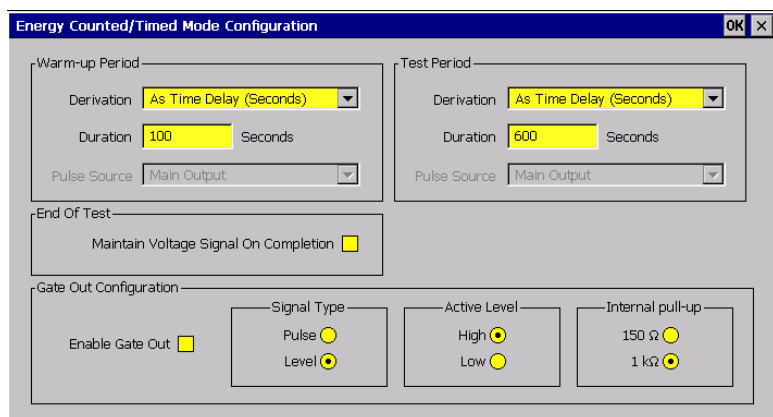 Energy Counted/Timed Mode Configuration OK ×
Warm-up Period
Derivation As Time Delay (Seconds)
Duration 100 Seconds
Pulse Source Main Output
Test Period
Derivation As Time Delay (Seconds)
Duration 600 Seconds
Pulse Source Main Output
End Of Test
Maintain Voltage Signal On Completion
Gate Out Configuration
Enable Gate Out
Signal Type
Pulse
Level
Active Level
High
Low
Internal pull-up
150 Ω
1 kΩ